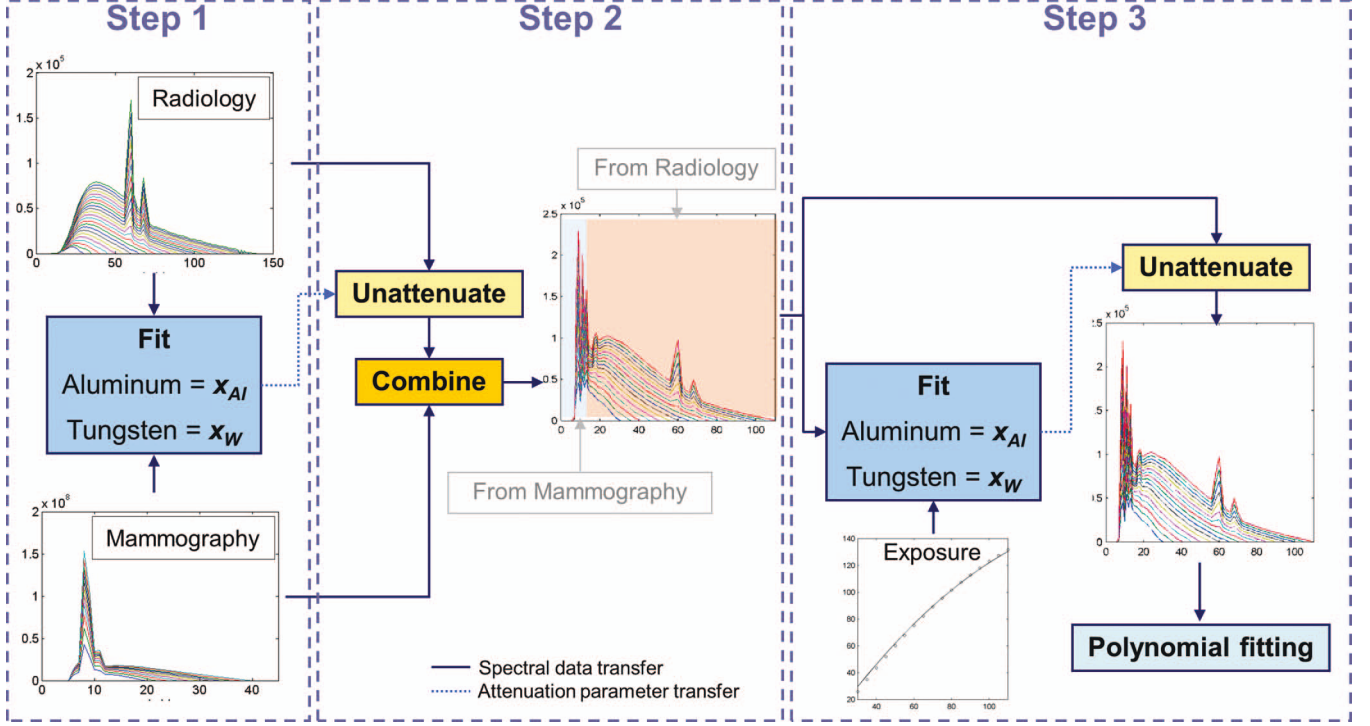 Step 1
Step 2
Step 3
x 10^5
2
1.5
1
0.5
0
0
50
100
150
Radiology
Fit
Aluminum = x_Al
Tungsten = x_W
x 10^8
2
1.5
1
0.5
0
0
10
20
30
40
Mammography
Unattenuate
Combine
From Radiology
x 10^5
2.5
2
1.5
1
0.5
0
0
20
40
60
80
100
From Mammography
Spectral data transfer
Attenuation parameter transfer
Fit
Aluminum = x_Al
Tungsten = x_W
Exposure
140
120
100
80
60
40
20
40
60
80
100
Unattenuate
x 10^5
.5
2
.5
1
.5
0
0
20
40
60
80
100
Polynomial fitting